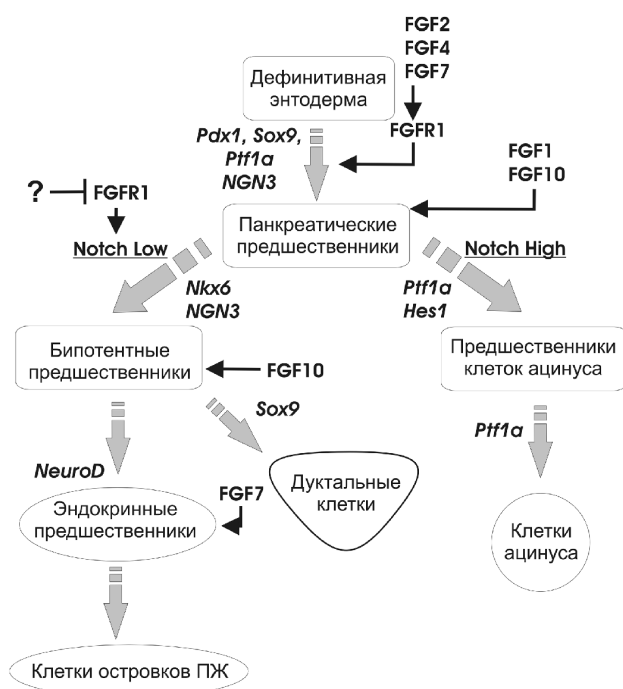 FGF2
FGF4
FGF7
Дефинитивная
энтодерма
FGFR1
Pdx1, Sox9,
Ptf1a
NGN3
FGF1
FGF10
? FGFR1
Панкреатические
предшественники
Notch Low
Notch High
Nkx6
NGN3
Ptf1a
Hes1
Бипотентные
предшественники
Предшественники
клеток ацинуса
FGF10
Sox9
Ptf1a
NeuroD
FGF7
Дуктальные
клетки
Эндокринные
предшественники
Клетки
ацинуса
Клетки островков ПЖ